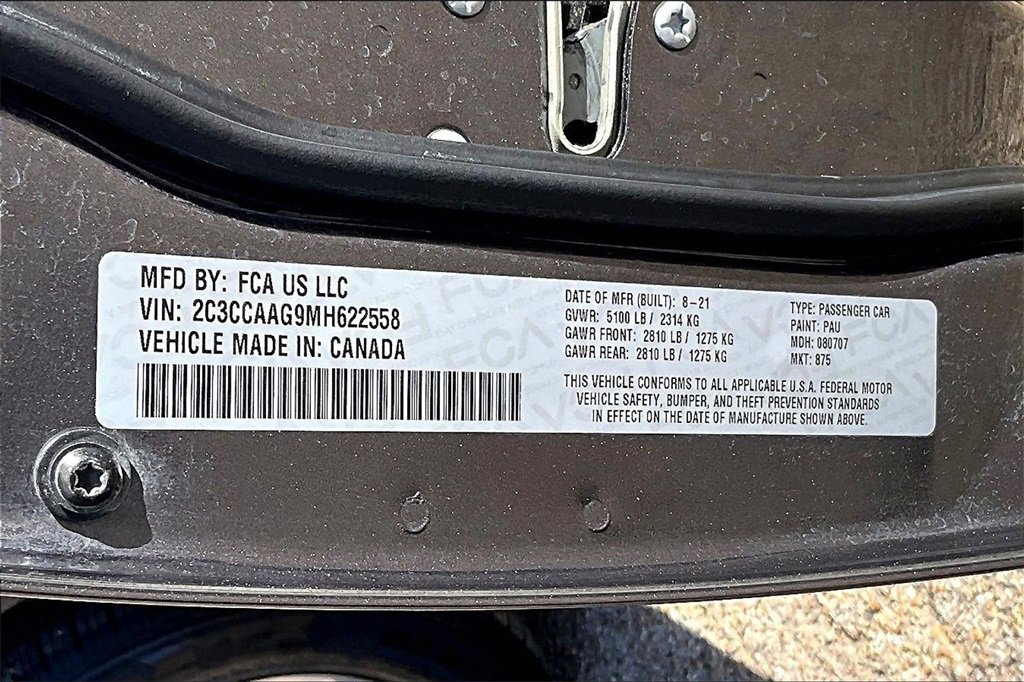 MFD BY: FCA US LLC
VIN: 2C3CCAAG9MH622558
VEHICLE MADE IN: CANADA
DATE OF MFR (BUILT): 8-21
GVWR: 5100 LB / 2314 KG
GAWR FRONT: 2810 LB / 1275 KG
GAWR REAR: 2810 LB / 1275 KG
TYPE: PASSENGER CAR
PAINT: PAU
MDH: 080707
MKT: 875
THIS VEHICLE CONFORMS TO ALL APPLICABLE U.S.A. FEDERAL MOTOR
VEHICLE SAFETY, BUMPER, AND THEFT PREVENTION STANDARDS
IN EFFECT ON THE DATE OF MANUFACTURE SHOWN ABOVE.